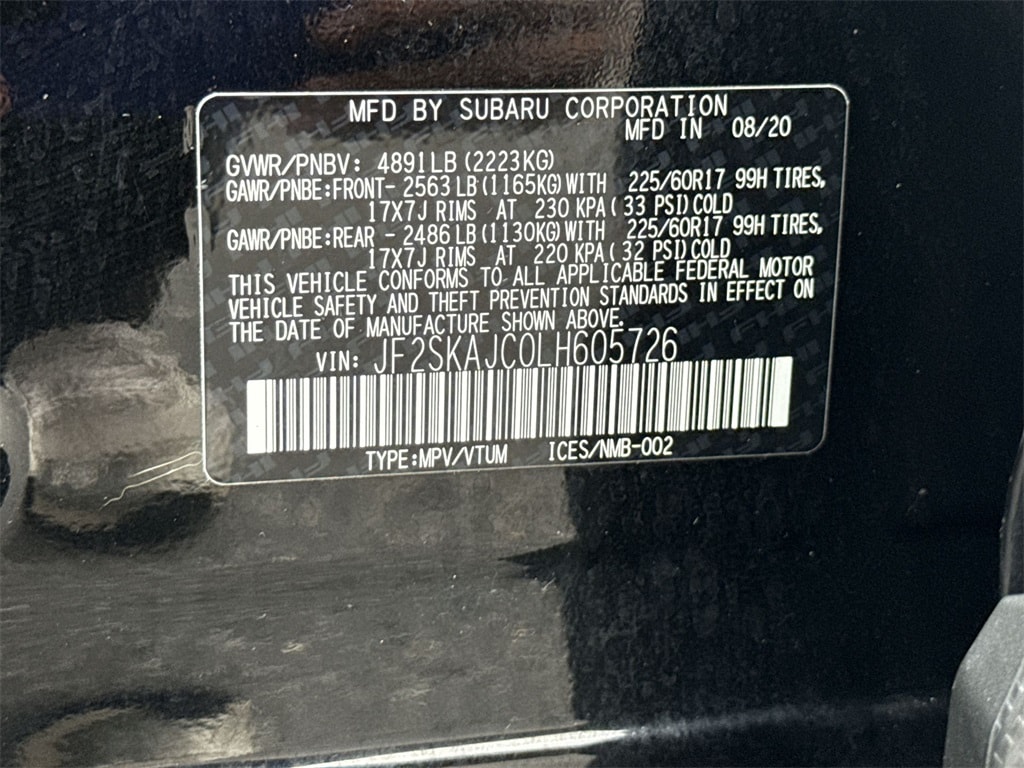 MFD BY SUBARU CORPORATION
MFD IN 08/20
GVWR/PNBV: 4891LB (2223KG)
GAWR/PNBE:FRONT- 2563LB(1165KG)WITH 225/60R17 99H TIRES,
17X7J RIMS AT 230 KPA(33 PSI)COLD
GAWR/PNBE:REAR - 2486LB(1130KG)WITH 225/60R17 99H TIRES,
17X7J RIMS AT 220 KPA(32 PSI)COLD
THIS VEHICLE CONFORMS TO ALL APPLICABLE FEDERAL MOTOR
VEHICLE SAFETY AND THEFT PREVENTION STANDARDS IN EFFECT ON
THE DATE OF MANUFACTURE SHOWN ABOVE.
VIN: JF2SKAJC0LH605726
TYPE:MPV/VTUM ICES/NMB-002